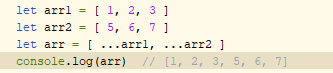 let arr1 = [ 1, 2, 3 ]
let arr2 = [ 5, 6, 7 ]
let arr = [ ...arr1, ...arr2 ]
console.log(arr)  // [1, 2, 3, 5, 6, 7]